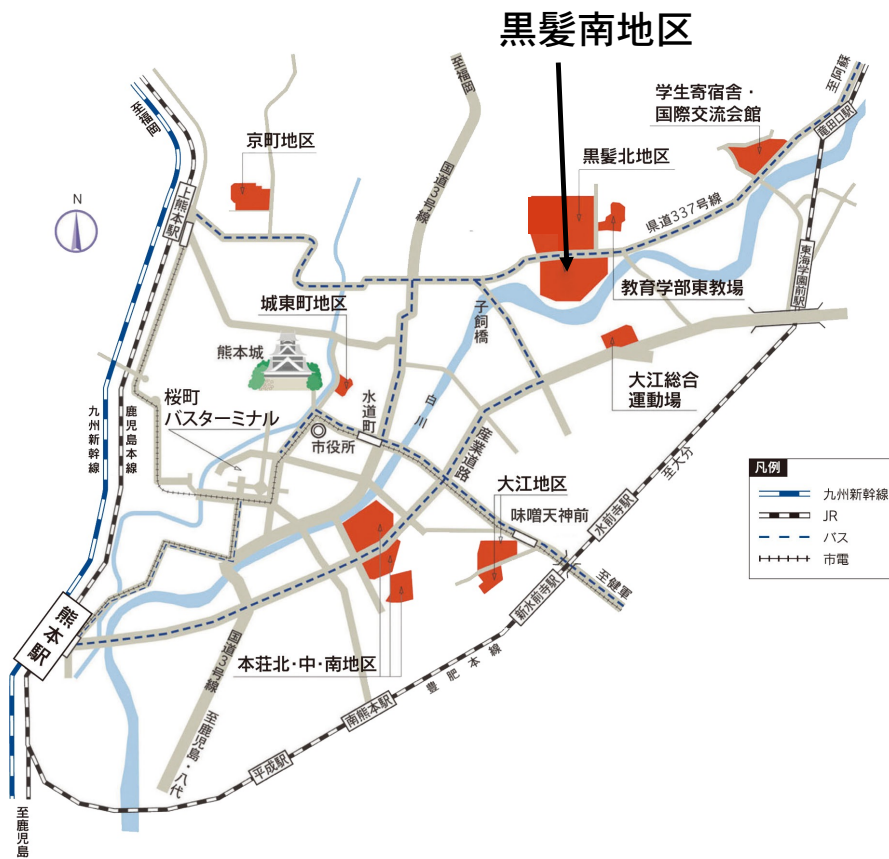 黒髪南地区
至福岡
至福岡
至阿蘇
学生寄宿舎・
国際交流会館
竜田口駅
京町地区
黒髪北地区
国道3号線
N
上熊本駅
県道337号線
東海学園前駅
教育学部東教場
城東町地区
子飼橋
熊本城
大江総合
運動場
桜町
バスターミナル
水道町
白川
九州新幹線
鹿児島本線
市役所
産業道路
至大分
凡例
九州新幹線
JR
バス
市電
大江地区
味噌天神前
水前寺駅
至健軍
新水前寺駅
熊本駅
国道3号線
本荘北・中・南地区
豊肥本線
南熊本駅
至鹿児島・八代
平成駅
至鹿児島